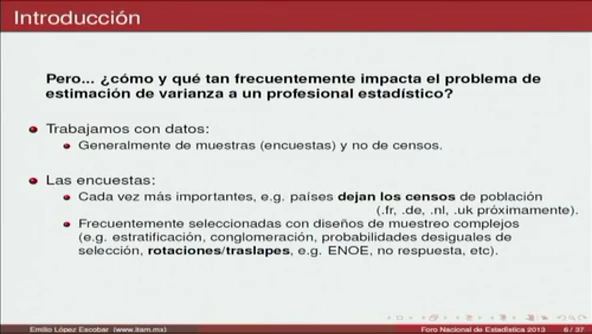 Introducción
Pero... ¿cómo y qué tan frecuentemente impacta el problema de
estimación de varianza a un profesional estadístico?
Trabajamos con datos:
Generalmente de muestras (encuestas) y no de censos.
Las encuestas:
Cada vez más importantes, e.g. países dejan los censos de población
(.fr, .de, .nl, .uk próximamente).
Frecuentemente seleccionadas con diseños de muestreo complejos
(e.g. estratificación, conglomeración, probabilidades desiguales de
selección, rotaciones/traslapes, e.g. ENOE, no respuesta, etc).
Emilio López Escobar (www.itam.mx) Foro Nacional de Estadística 2013 6 / 37